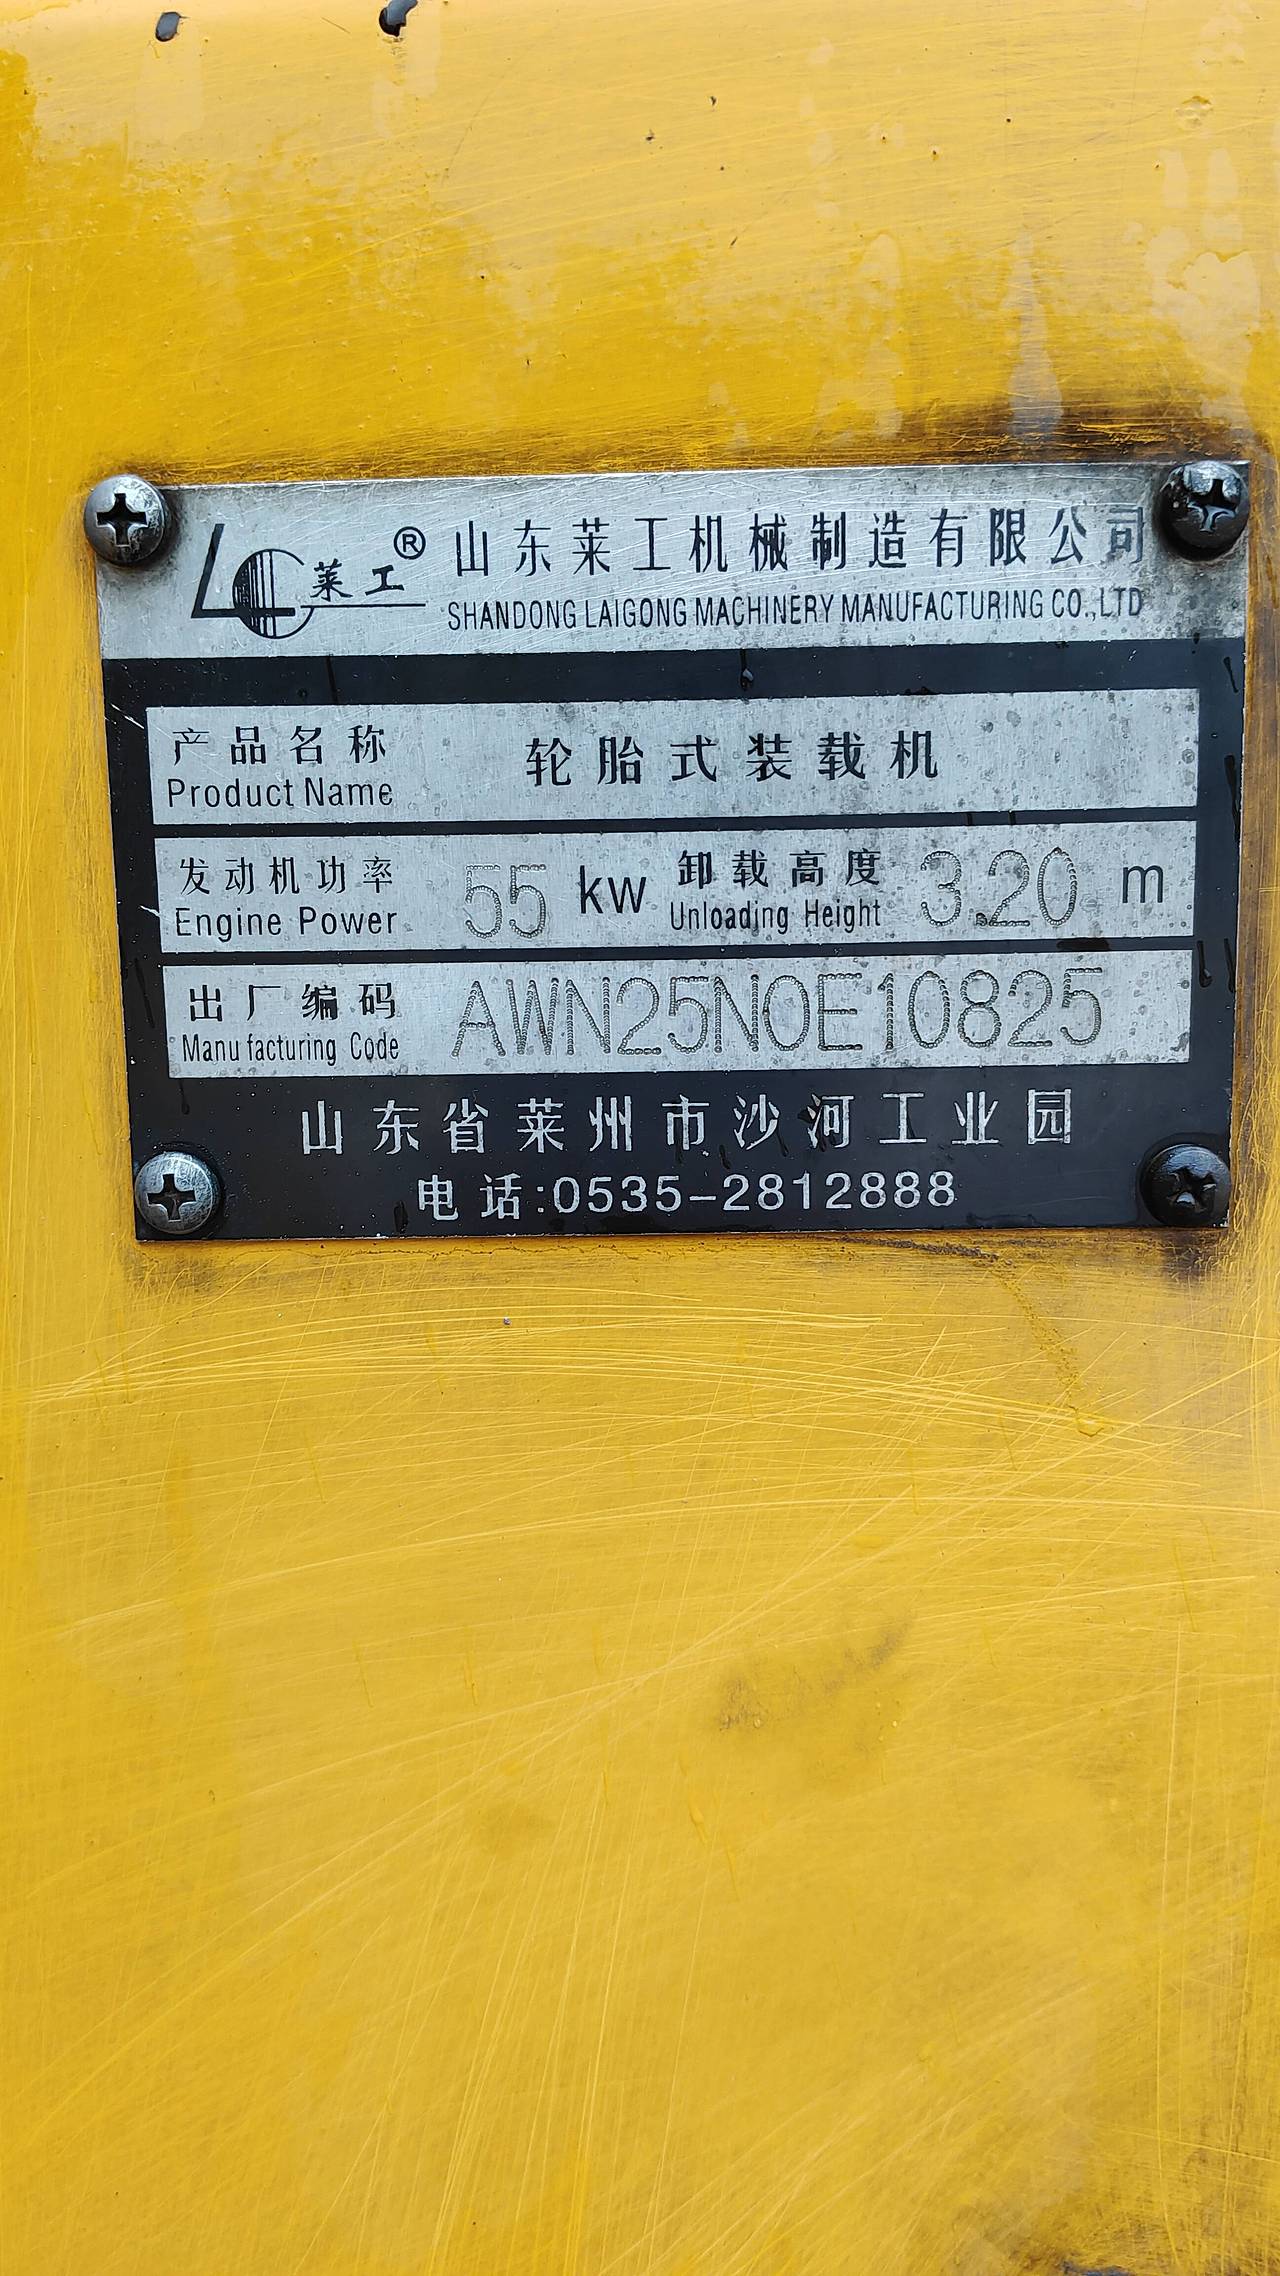 莱工® 山东莱工机械制造有限公司
SHANDONG LAIGONG MACHINERY MANUFACTURING CO.,LTD
产品名称 轮胎式装载机
Product Name
发动机功率 55 kw 卸载高度 3.20 m
Engine Power Unloading Height
出厂编码 AWN25N0E10825
Manufacturing Code
山东省莱州市沙河工业园
电话:0535-2812888